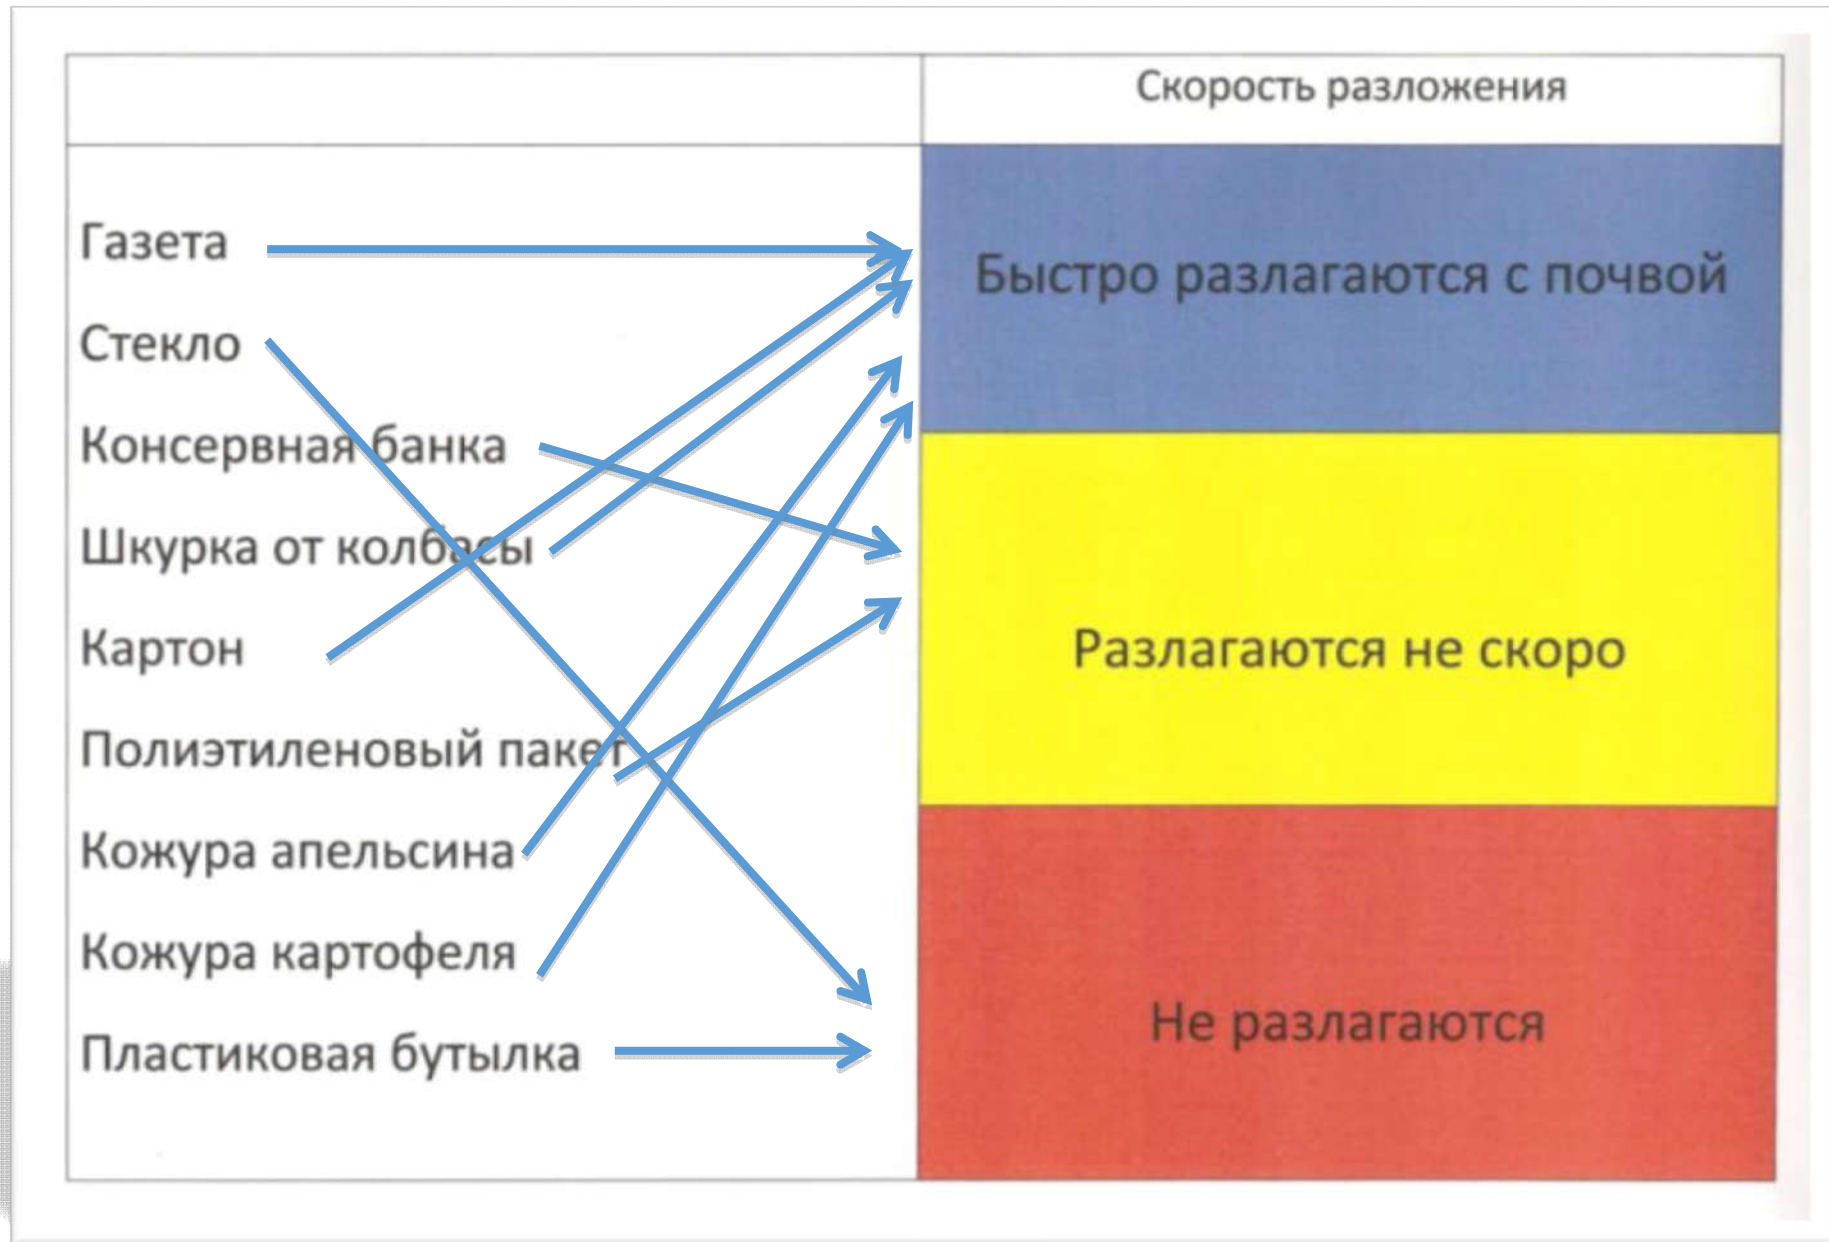 Скорость разложения
Газета
Стекло
Консервная банка
Шкурка от колбасы
Картон
Полиэтиленовый пакет
Кожура апельсина
Кожура картофеля
Пластиковая бутылка
Быстро разлагаются с почвой
Разлагаются не скоро
Не разлагаются